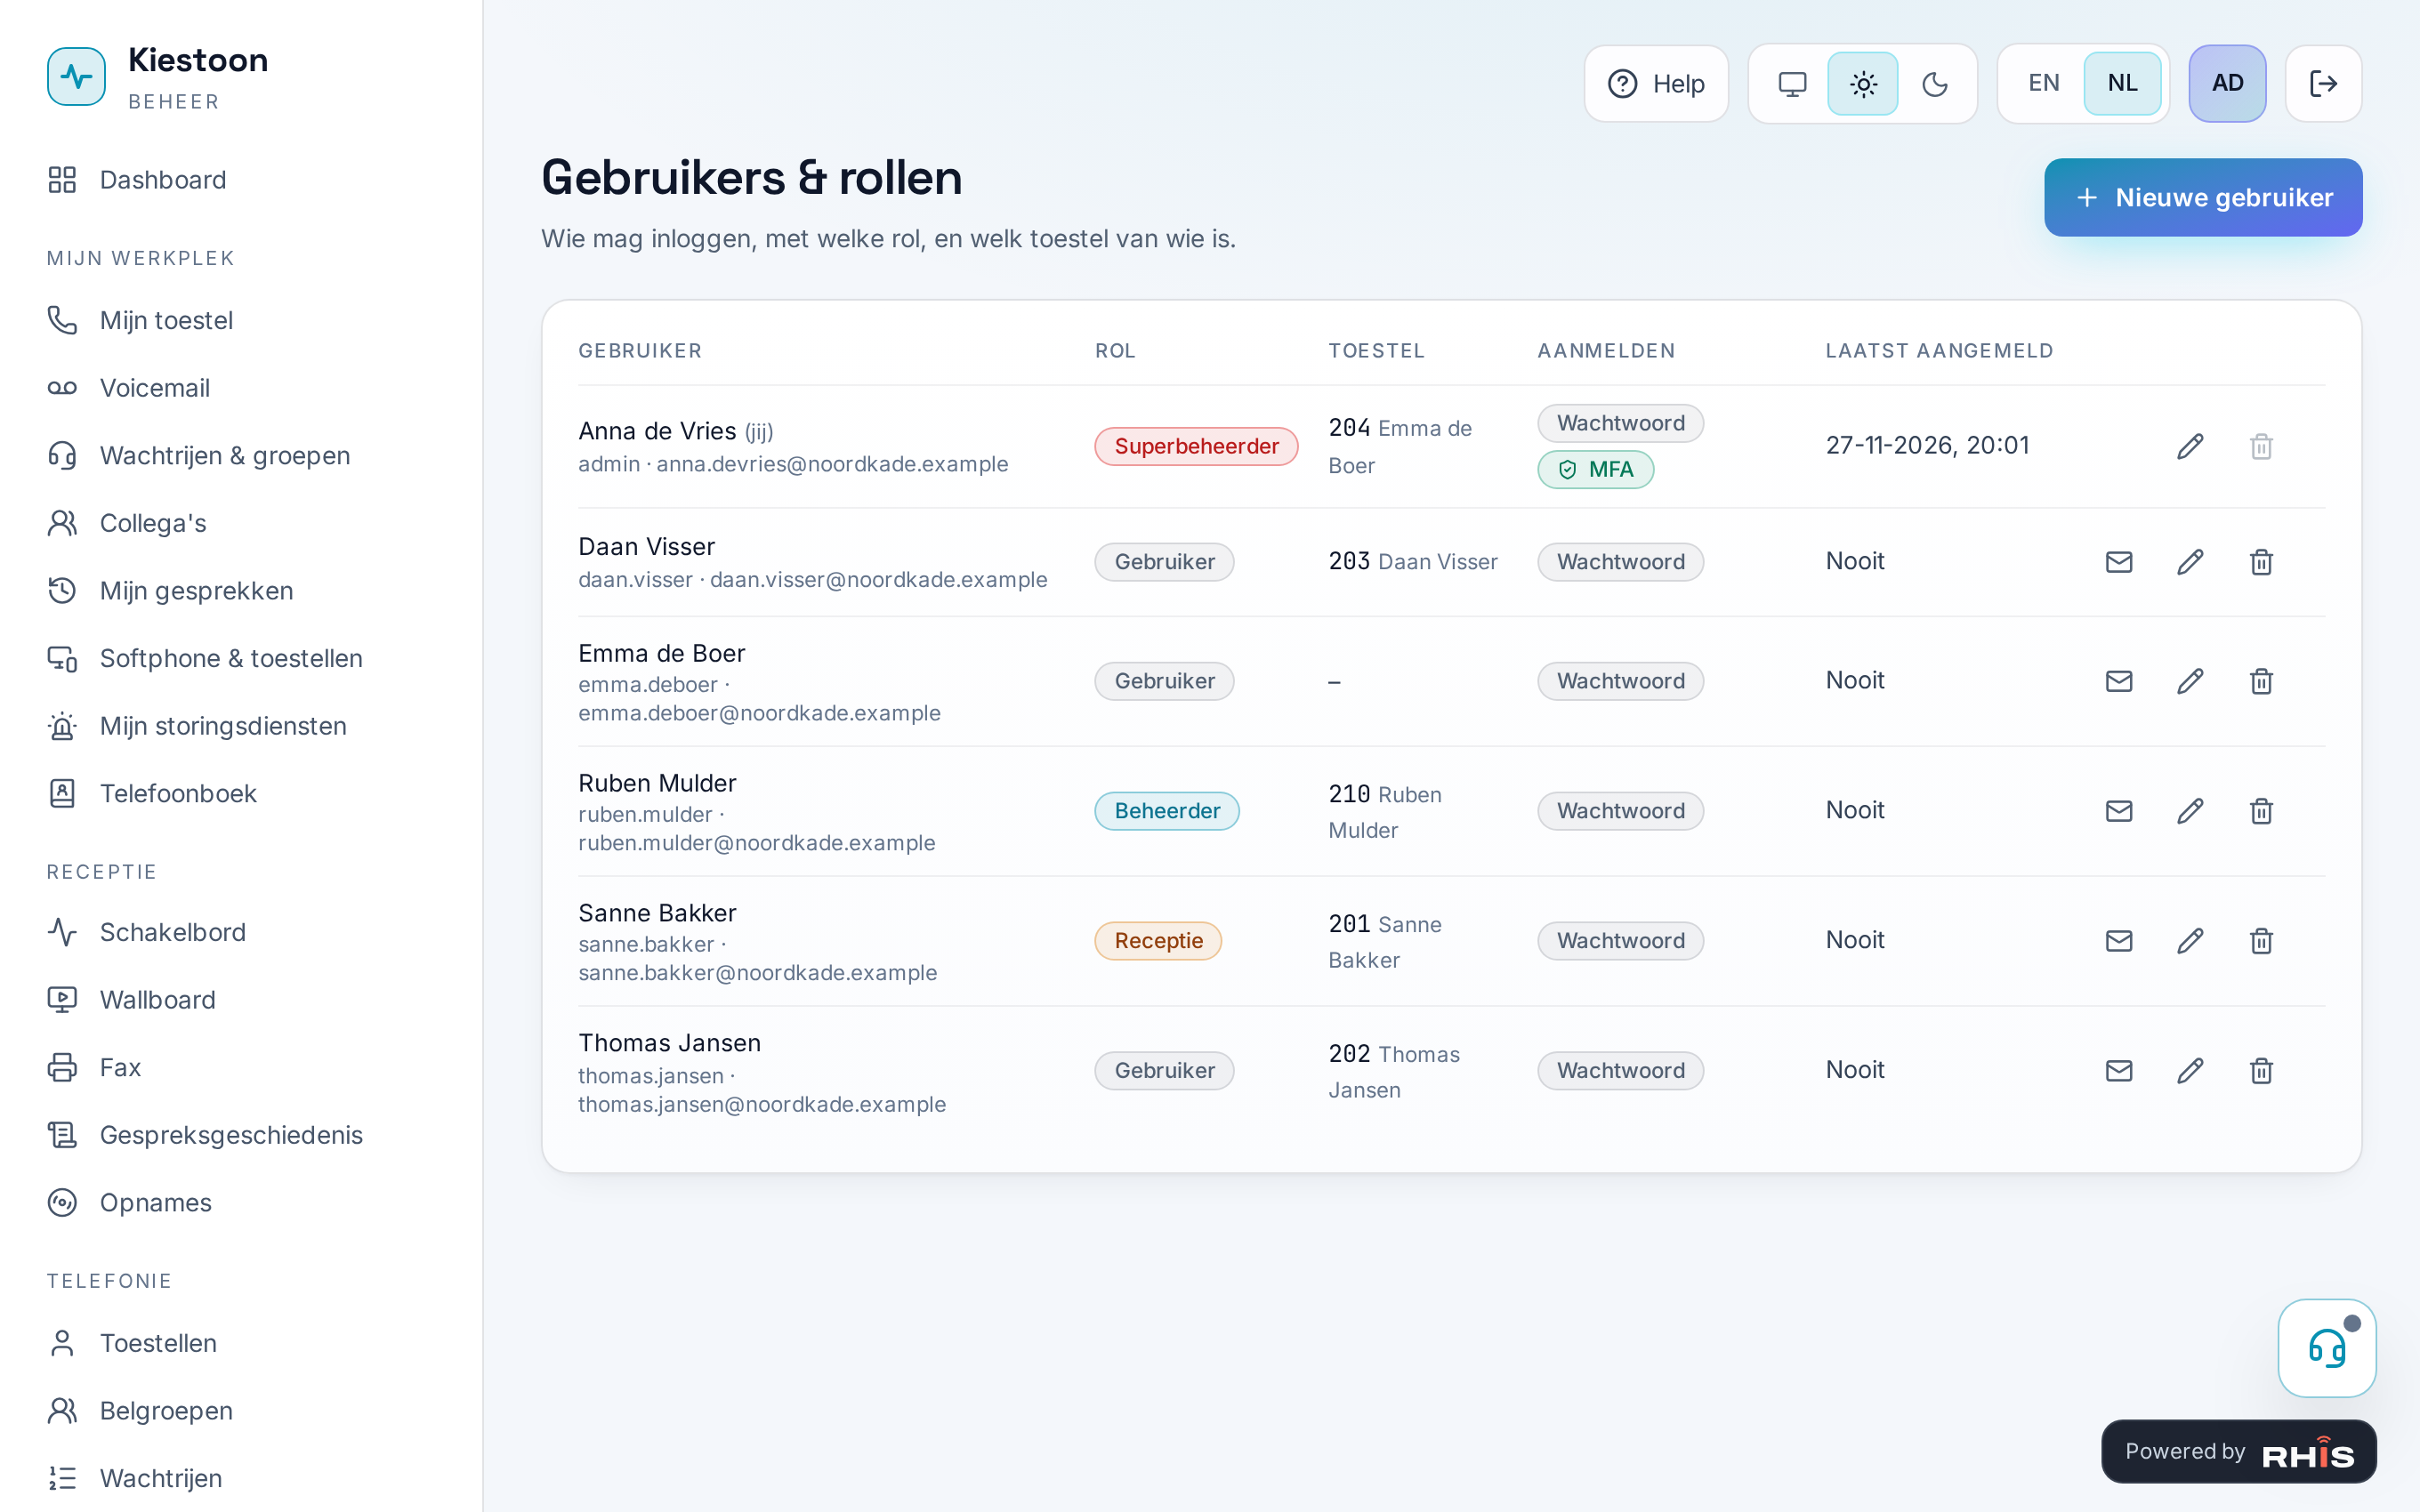 Kiestoon
BEHEER
Dashboard
MIJN WERKPLEK
Mijn toestel
Voicemail
Wachtrijen & groepen
Collega's
Mijn gesprekken
Softphone & toestellen
Mijn storingsdiensten
Telefoonboek
RECEPTIE
Schakelbord
Wallboard
Fax
Gespreksgeschiedenis
Opnames
TELEFONIE
Toestellen
Belgroepen
Wachtrijen
Help
EN NL
AD
Gebruikers & rollen
Wie mag inloggen, met welke rol, en welk toestel van wie is.
Nieuwe gebruiker
GEBRUIKER ROL TOESTEL AANMELDEN LAATST AANGEMELD
Anna de Vries (jij)
admin · anna.devries@noordkade.example
Superbeheerder
204 Emma de
Boer
Wachtwoord
MFA
27-11-2026, 20:01
Daan Visser
daan.visser · daan.visser@noordkade.example
Gebruiker
203 Daan Visser
Wachtwoord
Nooit
Emma de Boer
emma.deboer ·
emma.deboer@noordkade.example
Gebruiker
–
Wachtwoord
Nooit
Ruben Mulder
ruben.mulder ·
ruben.mulder@noordkade.example
Beheerder
210 Ruben
Mulder
Wachtwoord
Nooit
Sanne Bakker
sanne.bakker ·
sanne.bakker@noordkade.example
Receptie
201 Sanne
Bakker
Wachtwoord
Nooit
Thomas Jansen
thomas.jansen ·
thomas.jansen@noordkade.example
Gebruiker
202 Thomas
Jansen
Wachtwoord
Nooit
Powered by RHIS